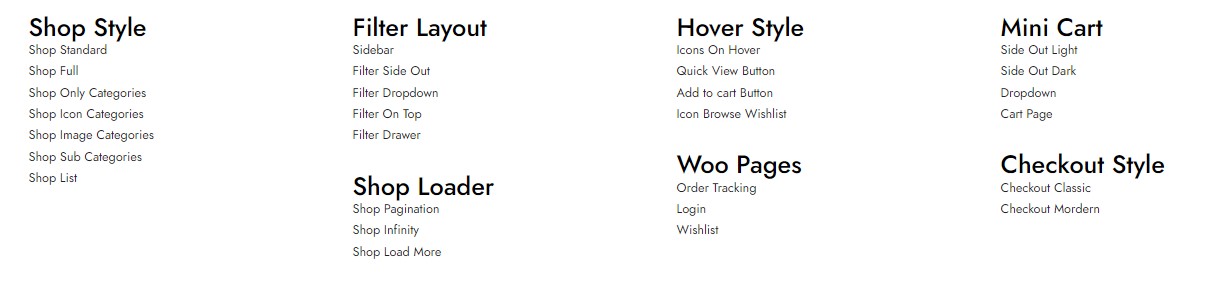 Shop Style
Shop Standard
Shop Full
Shop Only Categories
Shop Icon Categories
Shop Image Categories
Shop Sub Categories
Shop List
Filter Layout
Sidebar
Filter Side Out
Filter Dropdown
Filter On Top
Filter Drawer
Shop Loader
Shop Pagination
Shop Infinity
Shop Load More
Hover Style
Icons On Hover
Quick View Button
Add to cart Button
Icon Browse Wishlist
Woo Pages
Order Tracking
Login
Wishlist
Mini Cart
Side Out Light
Side Out Dark
Dropdown
Cart Page
Checkout Style
Checkout Classic
Checkout Mordern